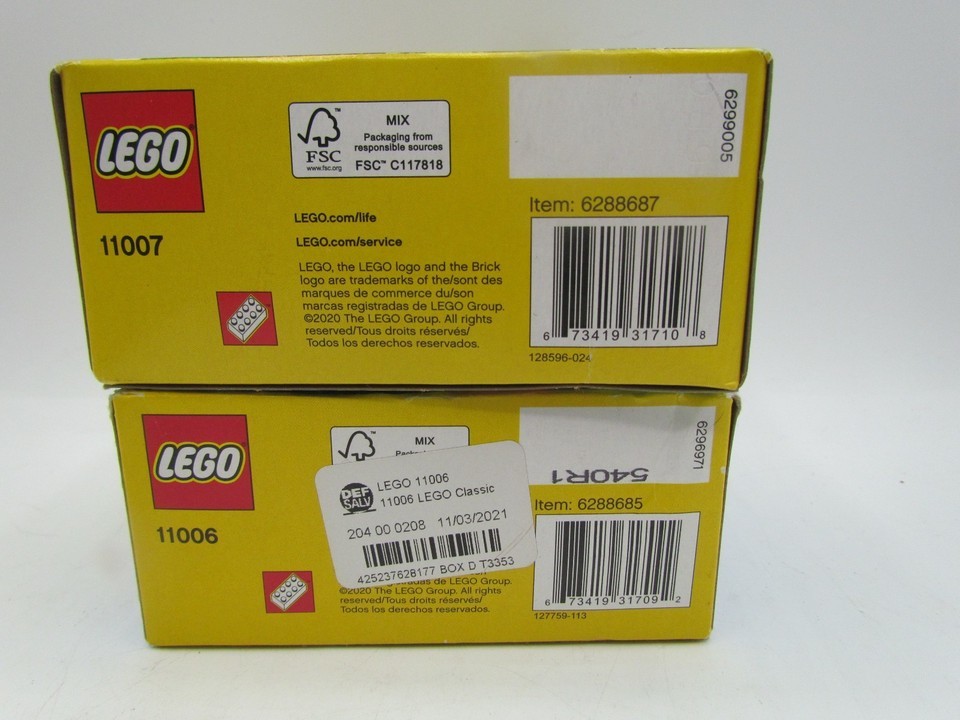 LEGO
11007
FSC
www.fsc.org
MIX
Packaging from
responsible sources
FSC™ C117818
LEGO.com/life
LEGO.com/service
LEGO, the LEGO logo and the Brick
logo are trademarks of the/sont des
marques de commerce du/son
marcas registradas de LEGO Group.
©2020 The LEGO Group. All rights
reserved/Tous droits réservés/
Todos los derechos reservados.
6299005
Item: 6288687
6 73419 31710 8
128596-024
LEGO
11006
MIX
DEF
SALV
LEGO 11006
11006 LEGO Classic
204 00 0208 11/03/2021
425237628177 BOX D T3353
de LEGO Group.
©2020 The LEGO Group. All rights
reserved/Tous droits réservés/
Todos los derechos reservados.
6296971
540R1
Item: 6288685
6 73419 31709 2
127759-113